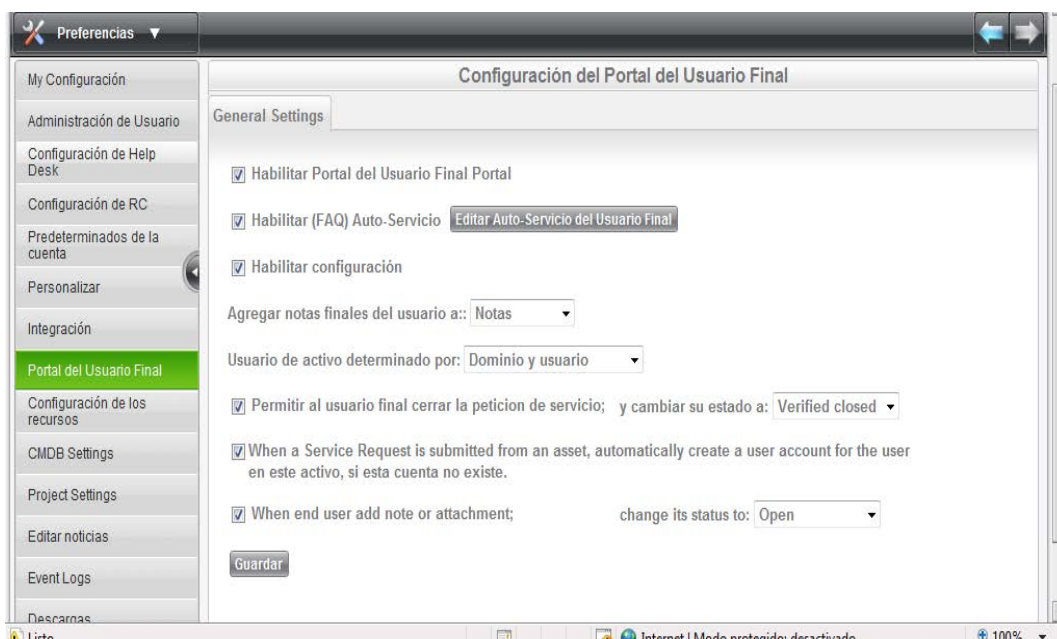 Preferencias ▼
My Configuración
Administración de Usuario
Configuración de Help
Desk
Configuración de RC
Predeterminados de la
cuenta
Personalizar
Integración
Portal del Usuario Final
Configuración de los
recursos
CMDB Settings
Project Settings
Editar noticias
Event Logs
Descargas
Configuración del Portal del Usuario Final
General Settings
Habilitar Portal del Usuario Final Portal
Habilitar (FAQ) Auto-Servicio Editar Auto-Servicio del Usuario Final
Habilitar configuración
Agregar notas finales del usuario a:: Notas
Usuario de activo determinado por: Dominio y usuario
Permitir al usuario final cerrar la peticion de servicio; y cambiar su estado a: Verified closed
When a Service Request is submitted from an asset, automatically create a user account for the user
en este activo, si esta cuenta no existe.
When end user add note or attachment; change its status to: Open
Guardar
Listo Internet | Modo protegido: desactivado 100%